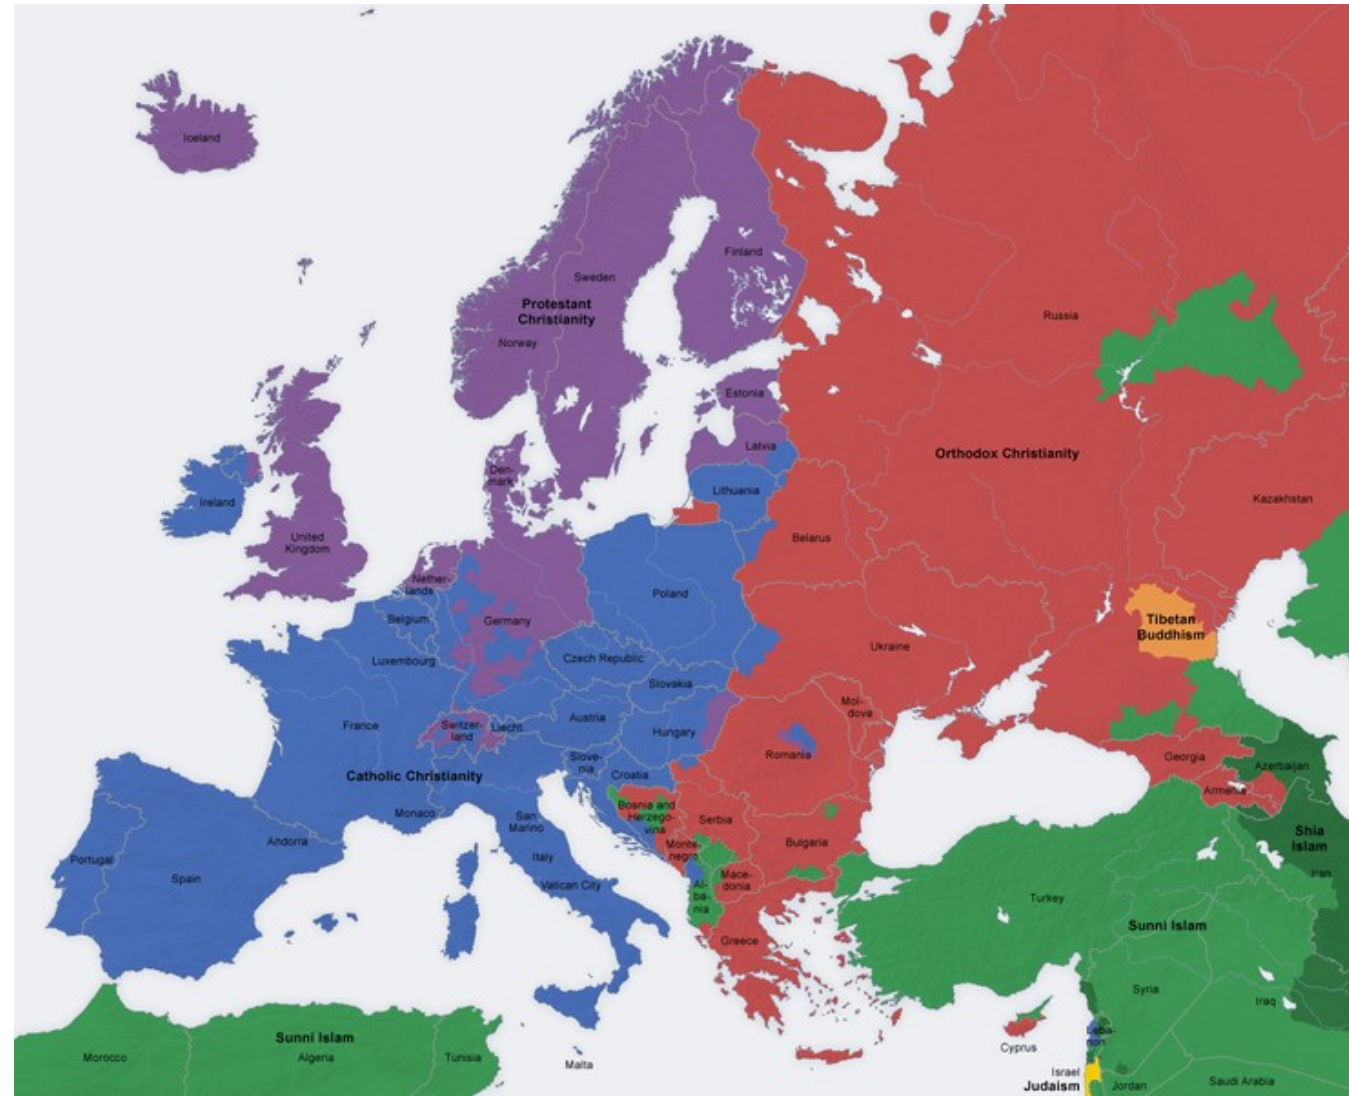 Iceland
Finland
Sweden
Protestant
Christianity
Norway
Russia
Estonia
Latvia
Den-
mark
Lithuania
Orthodox Christianity
Ireland
United
Kingdom
Kazakhstan
Belarus
Nether-
lands
Poland
Belgium
Germany
Tibetan
Buddhism
Ukraine
Luxembourg
Czech Republic
Slovakia
Mol-
dova
France
Switzer-
land
Liecht.
Austria
Hungary
Romania
Slove-
nia
Croatia
Georgia
Azerbaijan
Catholic Christianity
Armenia
Bosnia and
Herzego-
vina
Serbia
Monaco
San
Marino
Shia
Islam
Andorra
Monte-
negro
Bulgaria
Portugal
Spain
Italy
Vatican City
Al-
ba-
nia
Mace-
donia
Iran
Turkey
Sunni Islam
Greece
Syria
Iraq
Sunni Islam
Morocco
Algeria
Tunisia
Malta
Cyprus
Leba-
non
Israel
Judaism
Jordan
Saudi Arabia